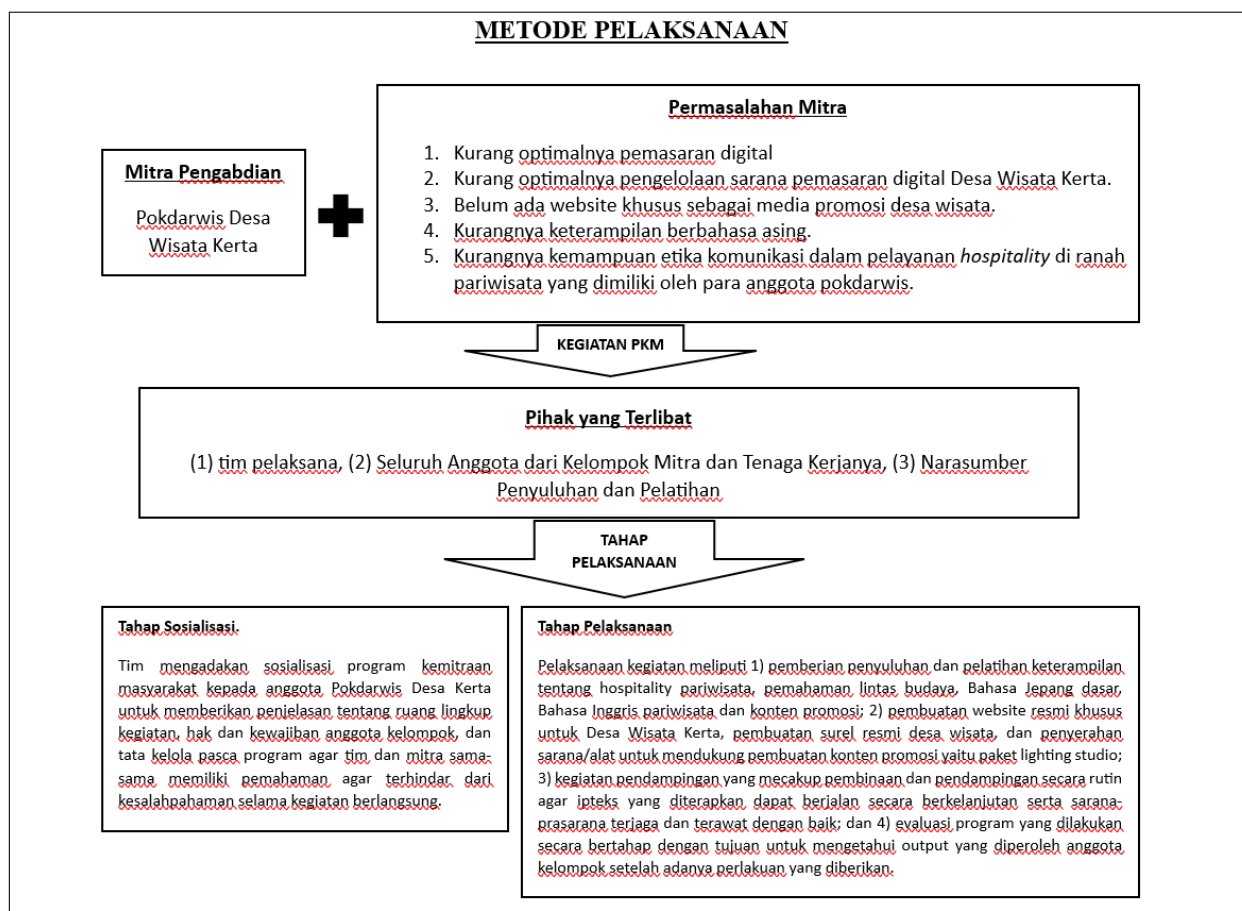 METODE PELAKSANAAN
Mitra Pengabdian
Pokdarwis Desa
Wisata Kerta
Permasalahan Mitra
1. Kurang optimalnya pemasaran digital
2. Kurang optimalnya pengelolaan sarana pemasaran digital Desa Wisata Kerta.
3. Belum ada website khusus sebagai media promosi desa wisata.
4. Kurangnya keterampilan berbahasa asing.
5. Kurangnya kemampuan etika komunikasi dalam pelayanan hospitality di ranah
pariwisata yang dimiliki oleh para anggota pokdarwis.
KEGIATAN PKM
Pihak yang Terlibat
(1) tim pelaksana, (2) Seluruh Anggota dari Kelompok Mitra dan Tenaga Kerjanya, (3) Narasumber
Penyuluhan dan Pelatihan
TAHAP
PELAKSANAAN
Tahap Sosialisasi.
Tim mengadakan sosialisasi program kemitraan
masyarakat kepada anggota Pokdarwis Desa Kerta
untuk memberikan penjelasan tentang ruang lingkup
kegiatan, hak dan kewajiban anggota kelompok, dan
tata kelola pasca program agar tim dan mitra sama-
sama memiliki pemahaman agar terhindar dari
kesalahpahaman selama kegiatan berlangsung.
Tahap Pelaksanaan
Pelaksanaan kegiatan meliputi 1) pemberian penyuluhan dan pelatihan keterampilan
tentang hospitality pariwisata, pemahaman lintas budaya, Bahasa Jepang dasar,
Bahasa Inggris pariwisata dan konten promosi; 2) pembuatan website resmi khusus
untuk Desa Wisata Kerta, pembuatan surel resmi desa wisata, dan penyerahan
sarana/alat untuk mendukung pembuatan konten promosi yaitu paket lighting studio;
3) kegiatan pendampingan yang mecakup pembinaan dan pendampingan secara rutin
agar ipteks yang diterapkan dapat berjalan secara berkelanjutan serta sarana-
prasarana terjaga dan terawat dengan baik; dan 4) evaluasi program yang dilakukan
secara bertahap dengan tujuan untuk mengetahui output yang diperoleh anggota
kelompok setelah adanya perlakuan yang diberikan.